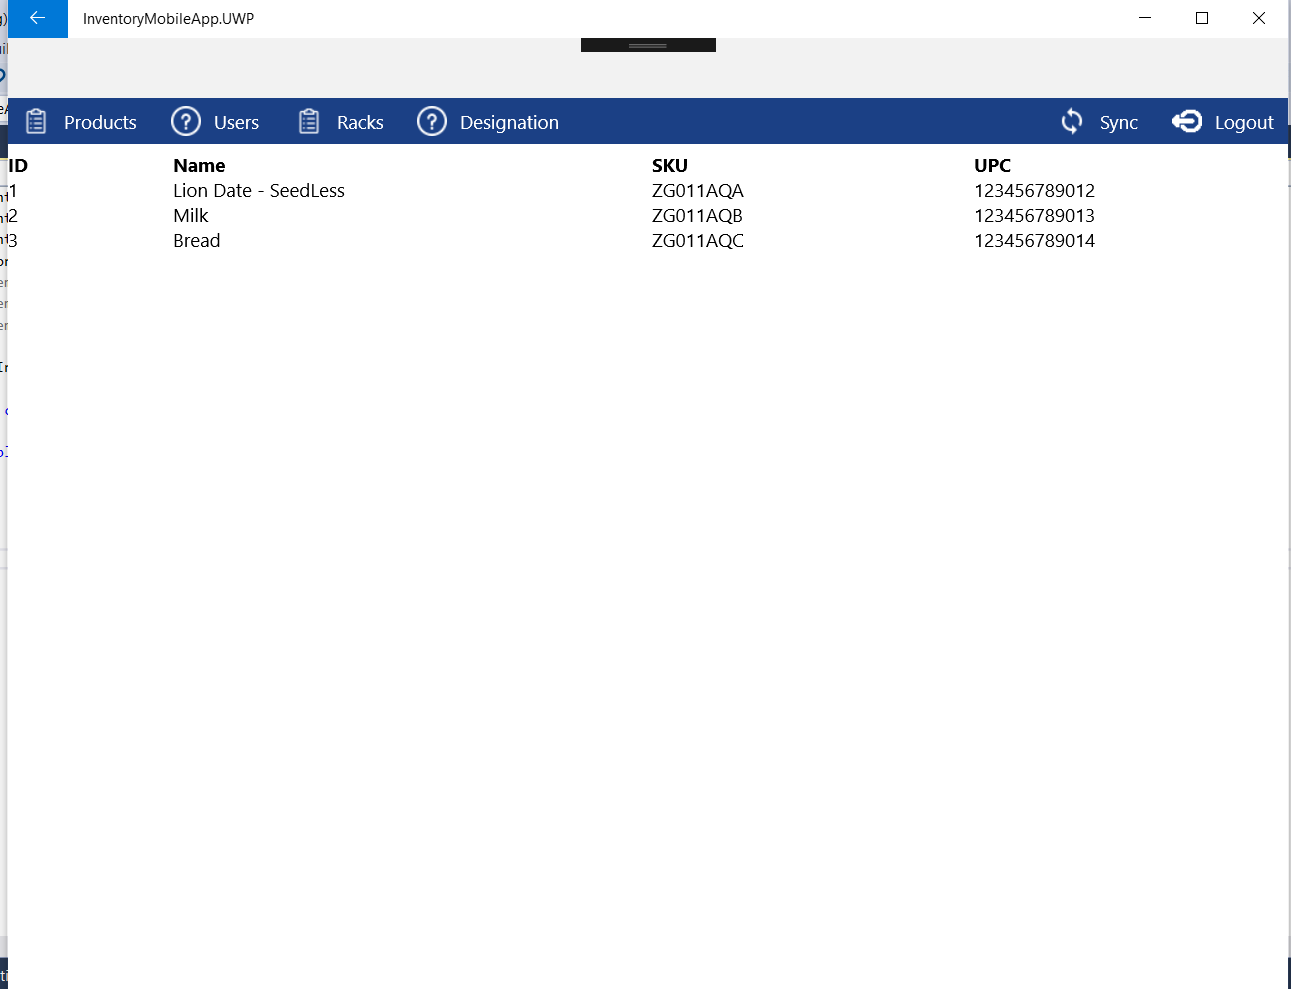 InventoryMobileApp.UWP
Products Users Racks Designation Sync Logout
ID Name SKU UPC
1 Lion Date - SeedLess ZG011AQA 123456789012
2 Milk ZG011AQB 123456789013
3 Bread ZG011AQC 123456789014